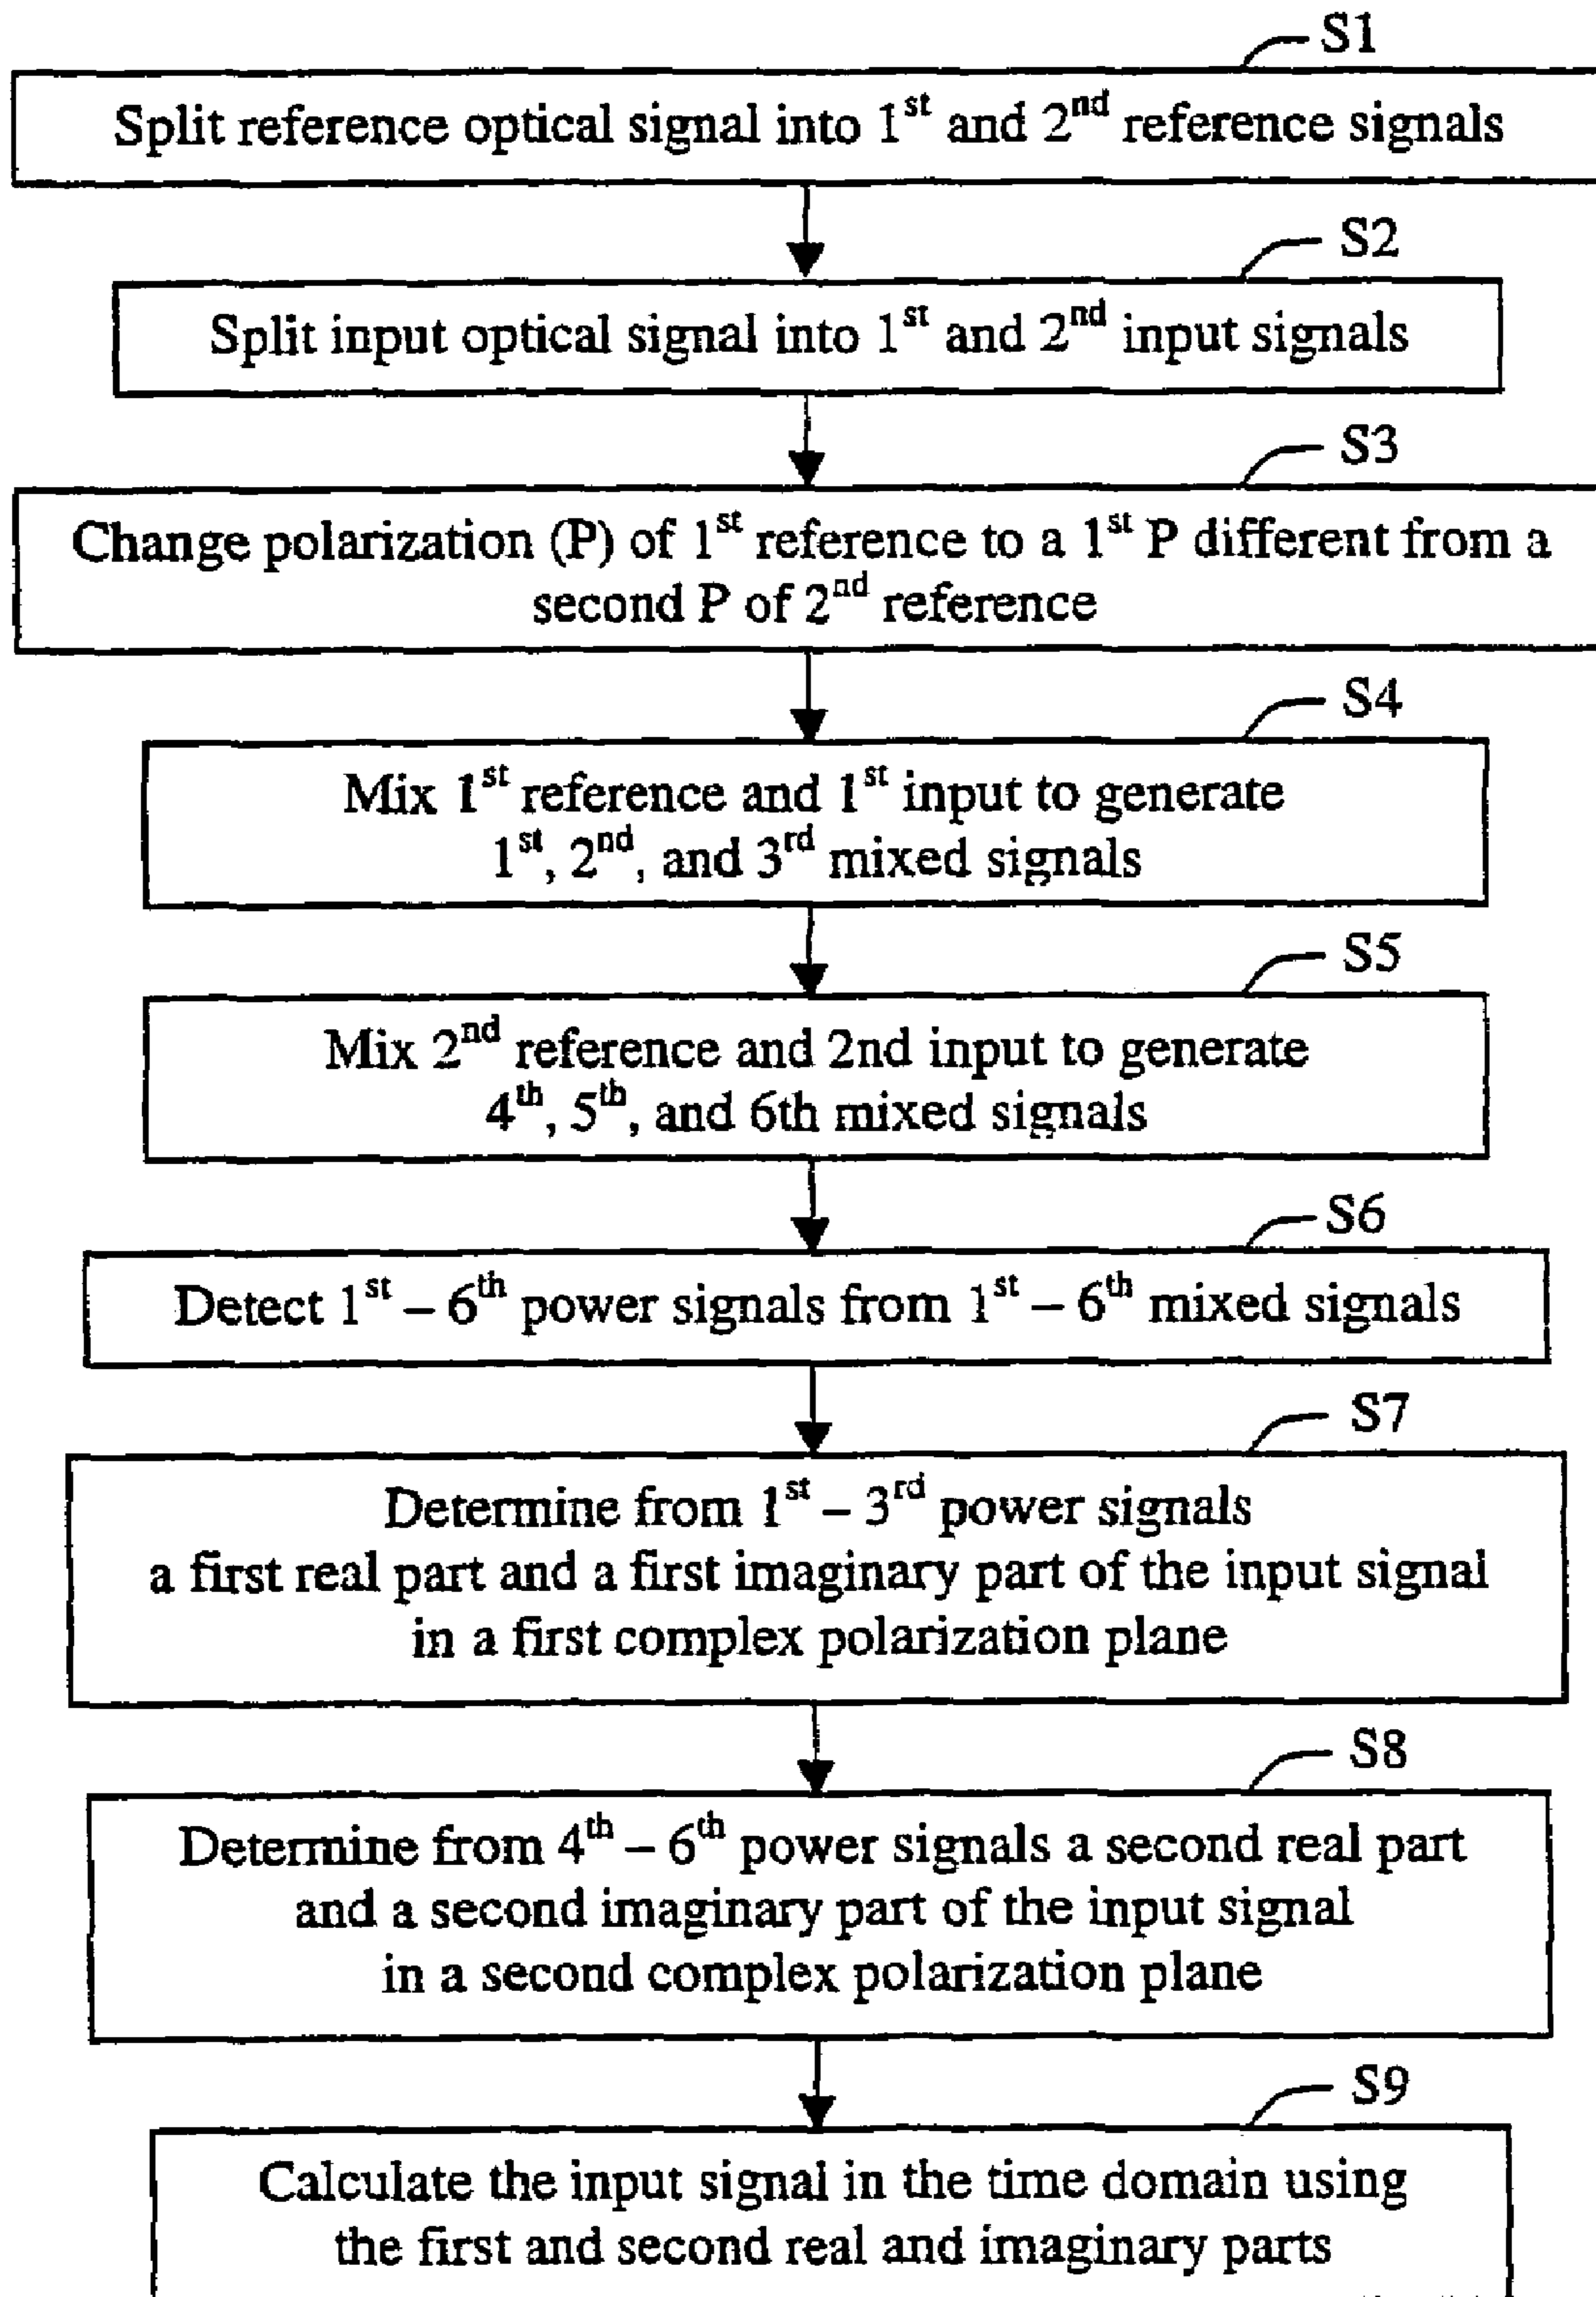 S1
Split reference optical signal into 1st and 2nd reference signals
S2
Split input optical signal into 1st and 2nd input signals
S3
Change polarization (P) of 1st reference to a 1st P different from a
second P of 2nd reference
S4
Mix 1st reference and 1st input to generate
1st, 2nd, and 3rd mixed signals
S5
Mix 2nd reference and 2nd input to generate
4th, 5th, and 6th mixed signals
S6
Detect 1st – 6th power signals from 1st – 6th mixed signals
S7
Determine from 1st – 3rd power signals
a first real part and a first imaginary part of the input signal
in a first complex polarization plane
S8
Determine from 4th – 6th power signals a second real part
and a second imaginary part of the input signal
in a second complex polarization plane
S9
Calculate the input signal in the time domain using
the first and second real and imaginary parts